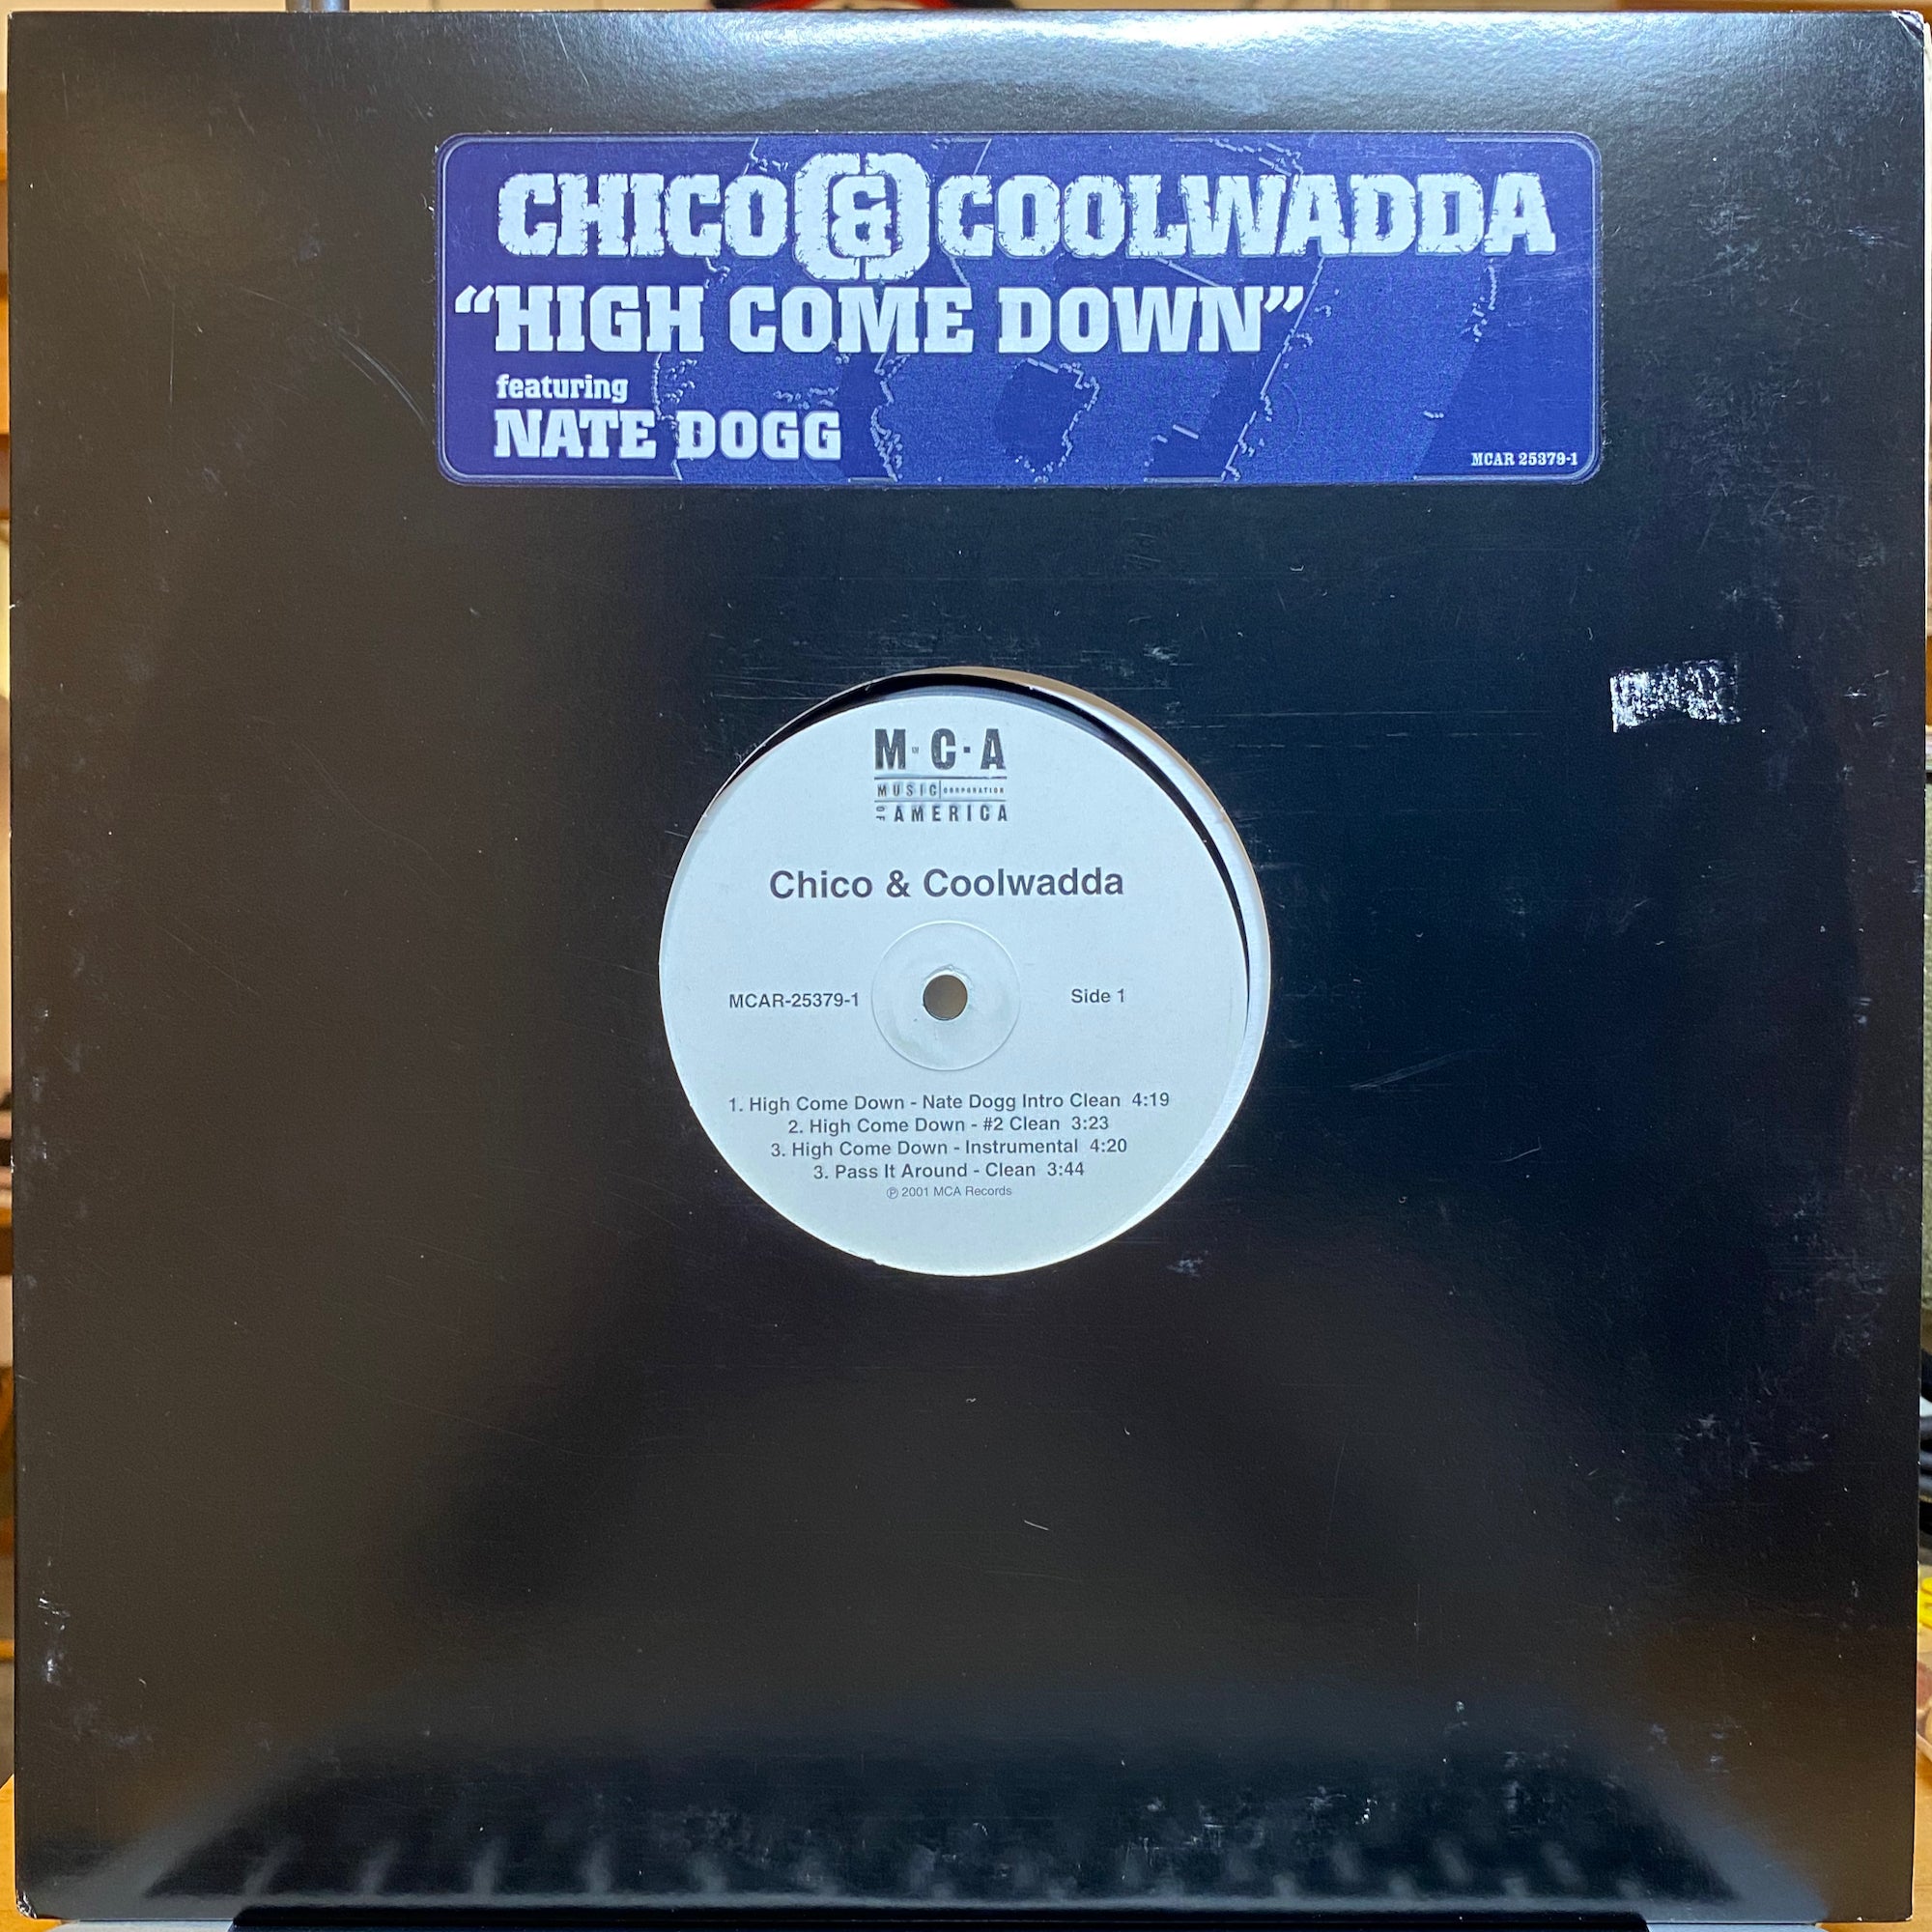 CHICO & COOLWADDA
“HIGH COME DOWN”
featuring
NATE DOGG
MCAR 25379-1
M·C·A
MUSIC CORPORATION
OF AMERICA
Chico & Coolwadda
MCAR-25379-1 Side 1
1. High Come Down - Nate Dogg Intro Clean 4:19
2. High Come Down - #2 Clean 3:23
3. High Come Down - Instrumental 4:20
3. Pass It Around - Clean 3:44
℗ 2001 MCA Records